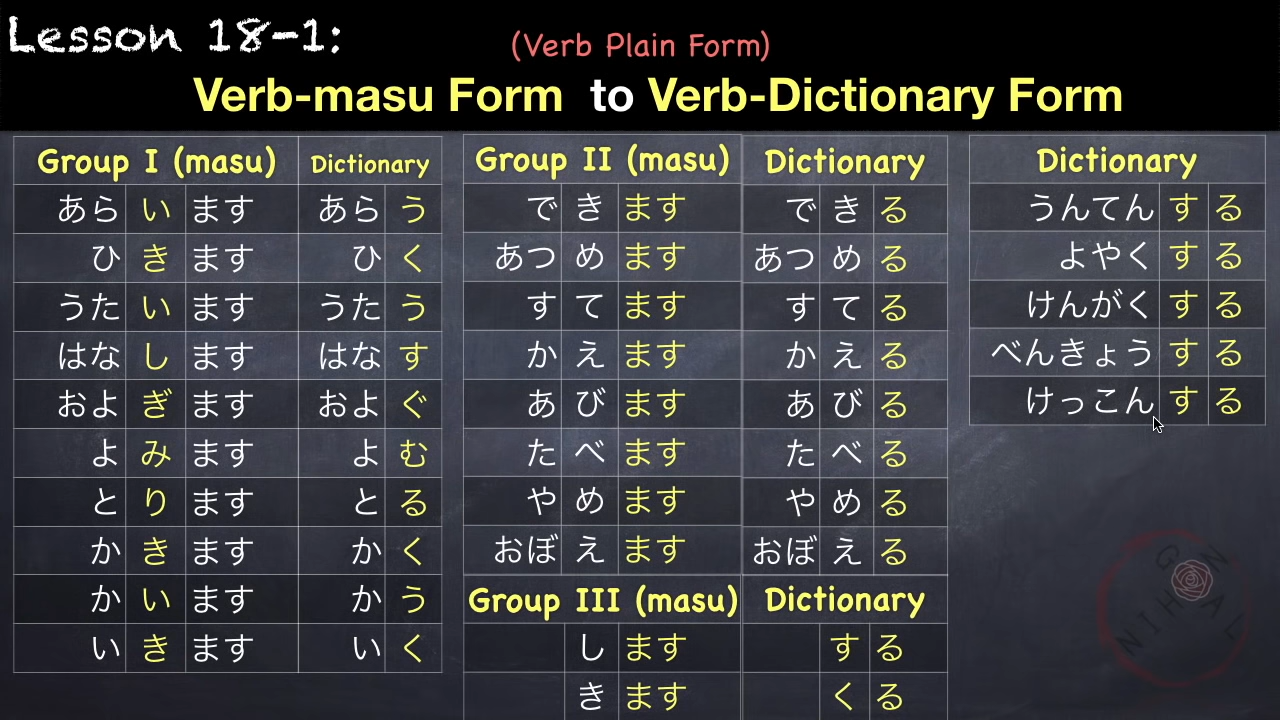 Lesson 18-1:
(Verb Plain Form)
Verb-masu Form to Verb-Dictionary Form
Group I (masu) Dictionary
あら い ます あら う
ひ き ます ひ く
うた い ます うた う
はな し ます はな す
およ ぎ ます およ ぐ
よ み ます よ む
と り ます と る
か き ます か く
か い ます か う
い き ます い く
Group II (masu) Dictionary
で き ます で き る
あつ め ます あつ め る
す て ます す て る
か え ます か え る
あ び ます あ び る
た べ ます た べ る
や め ます や め る
おぼ え ます おぼ え る
Group III (masu) Dictionary
し ます す る
き ます く る
Dictionary
うんてん す る
よやく す る
けんがく す る
べんきょう す る
けっこん す る
NIHONGOAL